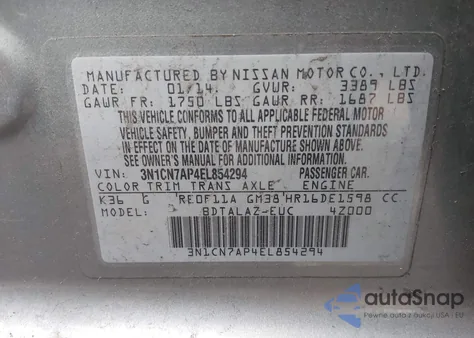 MANUFACTURED BY NISSAN MOTOR CO., LTD.
DATE: 01/14. GVWR: 3389 LBS
GAWR FR: 1750 LBS GAWR RR: 1687 LBS
THIS VEHICLE CONFORMS TO ALL APPLICABLE FEDERAL MOTOR
VEHICLE SAFETY, BUMPER AND THEFT PREVENTION STANDARDS
IN EFFECT ON THE DATE OF MANUFACTURE SHOWN ABOVE.
SEE OWNER'S MANUAL AND ADDITIONAL LABEL FOR MORE INFORMATION.
VIN: 3N1CN7AP4EL854294 PASSENGER CAR.
COLOR TRIM TRANS AXLE ENGINE
K36 G RE0F11A GM38 HR16DE1598 CC.
MODEL: BDTALAZ-EUC 4Z000
3N1CN7AP4EL854294
autoSnap